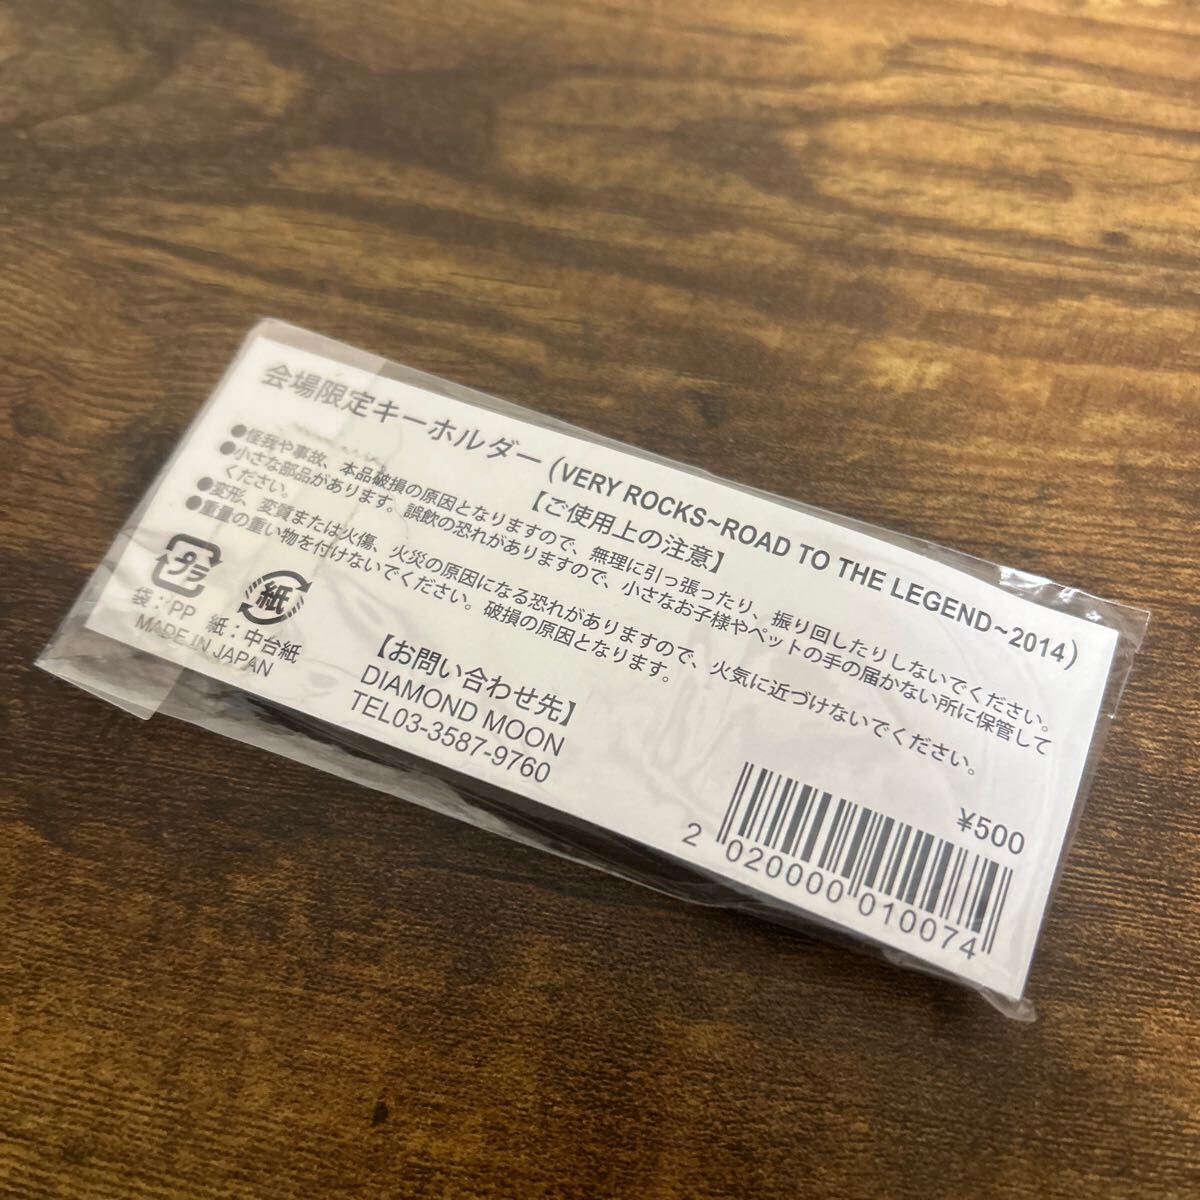 会場限定キーホルダー(VERY ROCKS~ROAD TO THE LEGEND~2014)
【ご使用上の注意】
●怪我や事故、本品破損の原因となりますので、無理に引っ張ったり、振り回したりしないでください。
●小さな部品があります。誤飲の恐れがありますので、小さなお子様やペットの手の届かない所に保管して
ください。
●変形、変質または火傷、火災の原因になる恐れがありますので、火気に近づけないでください。
●重量の重い物を付けないでください。破損の原因となります。
プラ
紙
袋:PP 紙:中台紙
MADE IN JAPAN
【お問い合わせ先】
DIAMOND MOON
TEL03-3587-9760
¥500
2 020000 010074